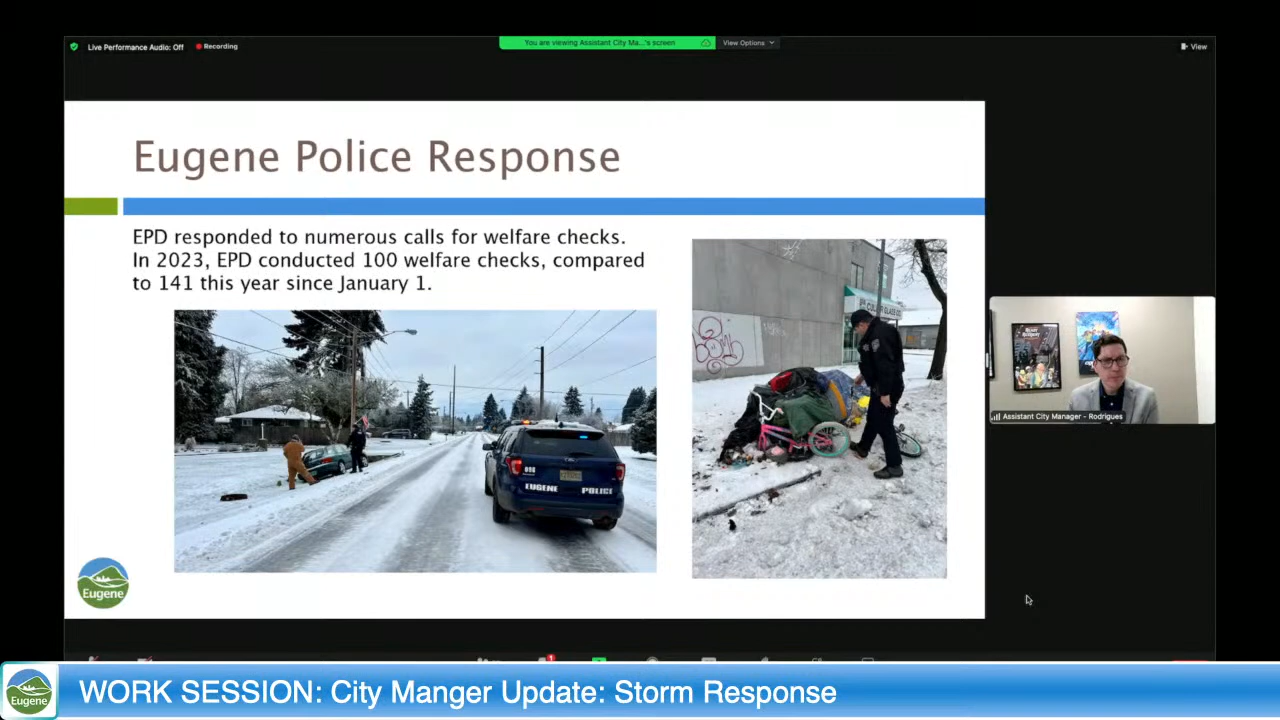 Live Performance Audio: Off
Recording
You are viewing Assistant City Ma...'s screen
View Options
View
Eugene Police Response
EPD responded to numerous calls for welfare checks.
In 2023, EPD conducted 100 welfare checks, compared
to 141 this year since January 1.
EUGENE POLICE
Assistant City Manager - Rodrigues
Eugene
1
Eugene
WORK SESSION: City Manger Update: Storm Response